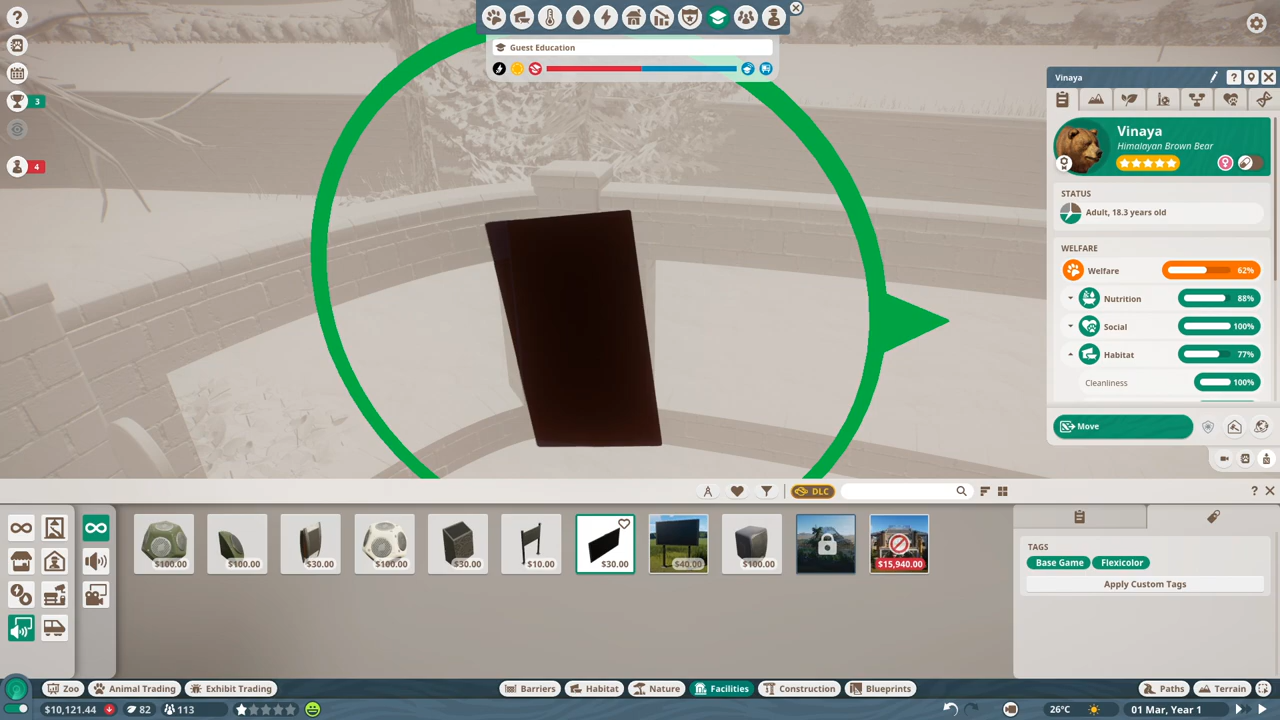 Guest Education
3
4
Vinaya
Vinaya
Himalayan Brown Bear
STATUS
Adult, 18.3 years old
WELFARE
Welfare
62%
Nutrition
88%
Social
100%
Habitat
77%
Cleanliness
100%
Move
DLC
$100.00
$100.00
$30.00
$100.00
$30.00
$10.00
$30.00
$40.00
$100.00
$15,940.00
TAGS
Base Game
Flexicolor
Apply Custom Tags
Zoo
Animal Trading
Exhibit Trading
Barriers
Habitat
Nature
Facilities
Construction
Blueprints
Paths
Terrain
$10,121.44
82
113
26°C
01 Mar, Year 1